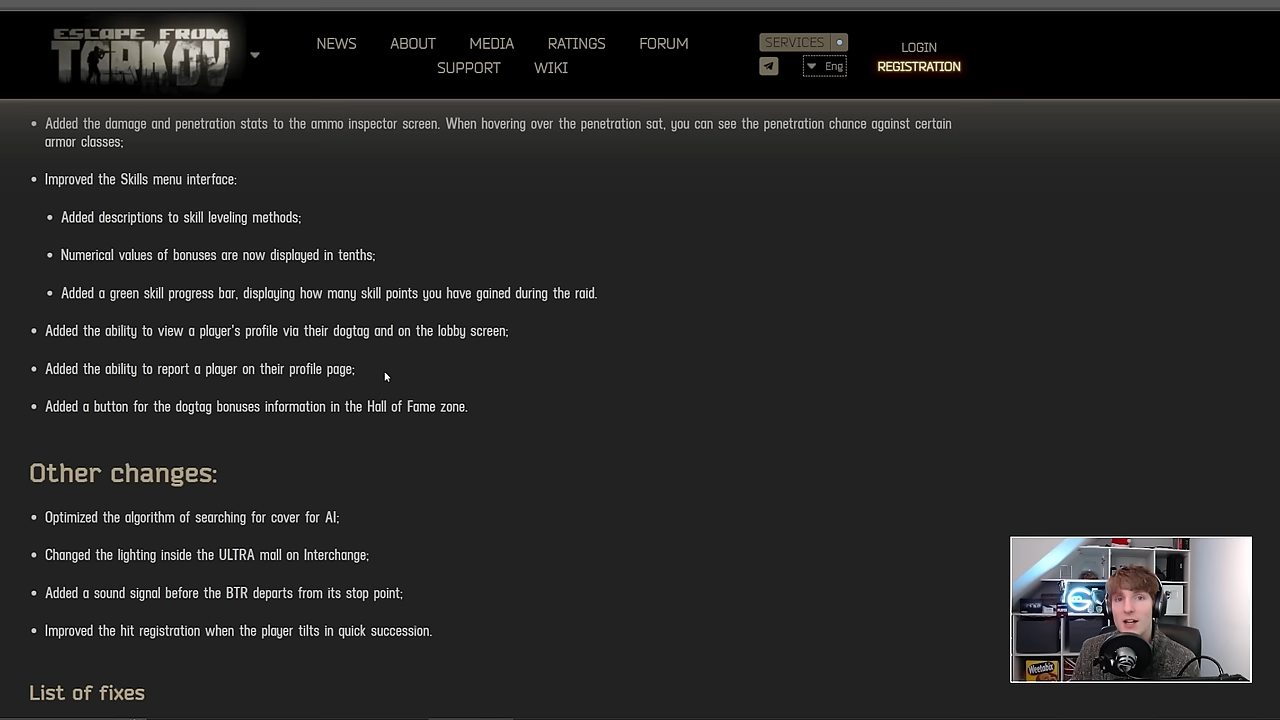 ESCAPE FROM
TARKOV
NEWS ABOUT MEDIA RATINGS FORUM
SUPPORT WIKI
SERVICES
Eng
LOGIN
REGISTRATION
• Added the damage and penetration stats to the ammo inspector screen. When hovering over the penetration sat, you can see the penetration chance against certain
armor classes;
• Improved the Skills menu interface:
• Added descriptions to skill leveling methods;
• Numerical values of bonuses are now displayed in tenths;
• Added a green skill progress bar, displaying how many skill points you have gained during the raid.
• Added the ability to view a player's profile via their dogtag and on the lobby screen;
• Added the ability to report a player on their profile page;
• Added a button for the dogtag bonuses information in the Hall of Fame zone.
Other changes:
• Optimized the algorithm of searching for cover for AI;
• Changed the lighting inside the ULTRA mall on Interchange;
• Added a sound signal before the BTR departs from its stop point;
• Improved the hit registration when the player tilts in quick succession.
List of fixes
Weetabix